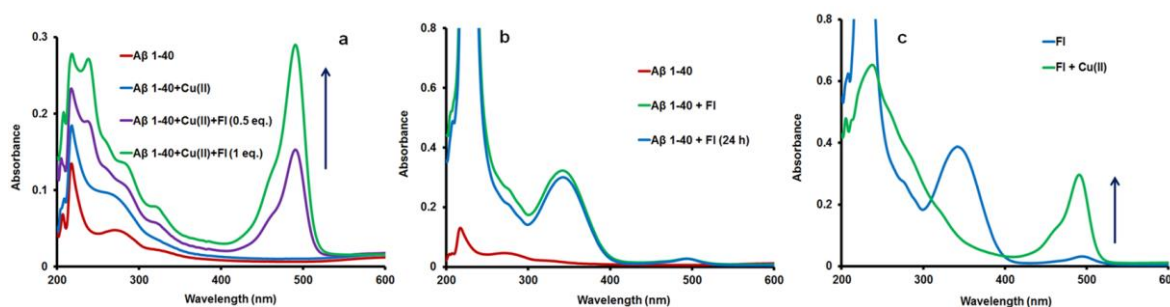 a
0.3
0.2
0.1
0
Absorbance
Aβ 1-40
Aβ 1-40+Cu(II)
Aβ 1-40+Cu(II)+Fl (0.5 eq.)
Aβ 1-40+Cu(II)+Fl (1 eq.)
200 300 400 500 600
Wavelength (nm)
b
0.8
0.6
0.4
0.2
0
Absorbance
Aβ 1-40
Aβ 1-40 + Fl
Aβ 1-40 + Fl (24 h)
200 300 400 500 600
Wavelength (nm)
c
0.8
0.6
0.4
0.2
0
Absorbance
Fl
Fl + Cu(II)
200 300 400 500 600
Wavelength (nm)